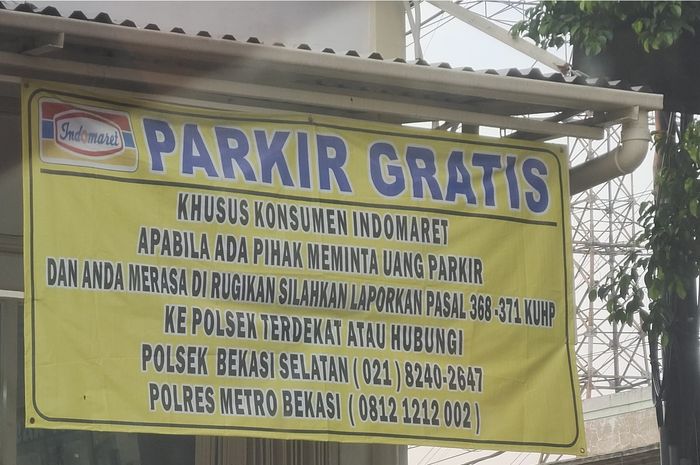 Indomaret
PARKIR GRATIS
KHUSUS KONSUMEN INDOMARET
APABILA ADA PIHAK MEMINTA UANG PARKIR
DAN ANDA MERASA DI RUGIKAN SILAHKAN LAPORKAN PASAL 368-371 KUHP
KE POLSEK TERDEKAT ATAU HUBUNGI
POLSEK BEKASI SELATAN ( 021 ) 8240-2647
POLRES METRO BEKASI ( 0812 1212 002 )